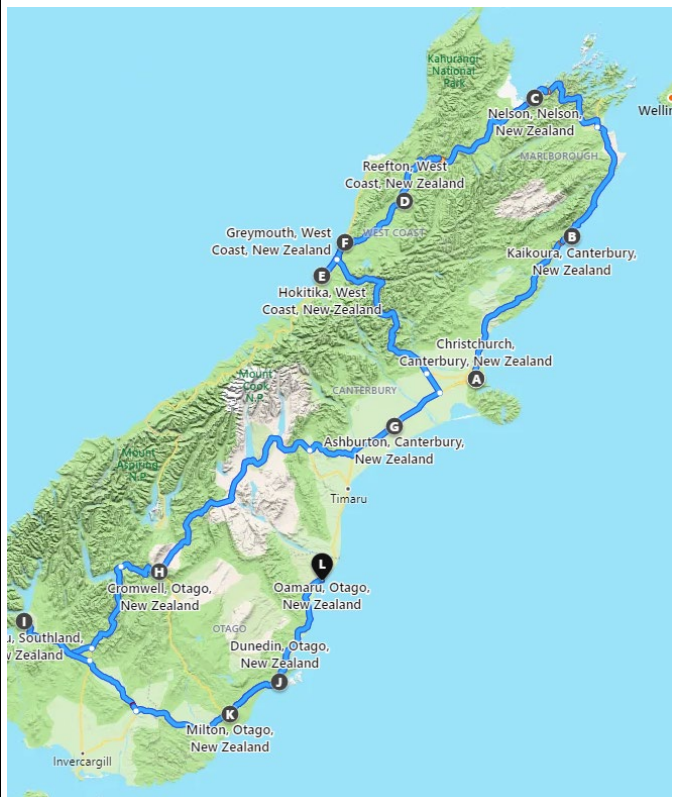 Kahurangi
National
Park
C
Nelson, Nelson,
New Zealand
Wellin
MARLBOROUGH
Reefton, West
Coast, New Zealand
D
WEST COAST
Greymouth, West
Coast, New Zealand
F
B
Kaikoura, Canterbury,
New Zealand
E
Hokitika, West
Coast, New Zealand
Christchurch,
Canterbury, New Zealand
A
Mount
Cook
N.P.
CANTERBURY
G
Ashburton, Canterbury,
New Zealand
Mount
Aspiring
N.P.
Timaru
L
Oamaru, Otago,
New Zealand
H
Cromwell, Otago,
New Zealand
I
u, Southland,
w Zealand
OTAGO
Dunedin, Otago,
New Zealand
J
K
Milton, Otago,
New Zealand
Invercargill